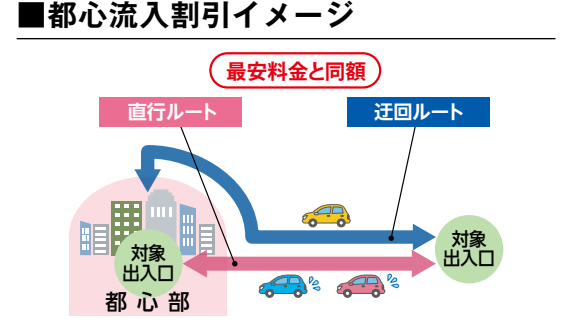 ■都心流入割引イメージ
最安料金と同額
直行ルート
迂回ルート
対象
出入口
対象
出入口
都心部